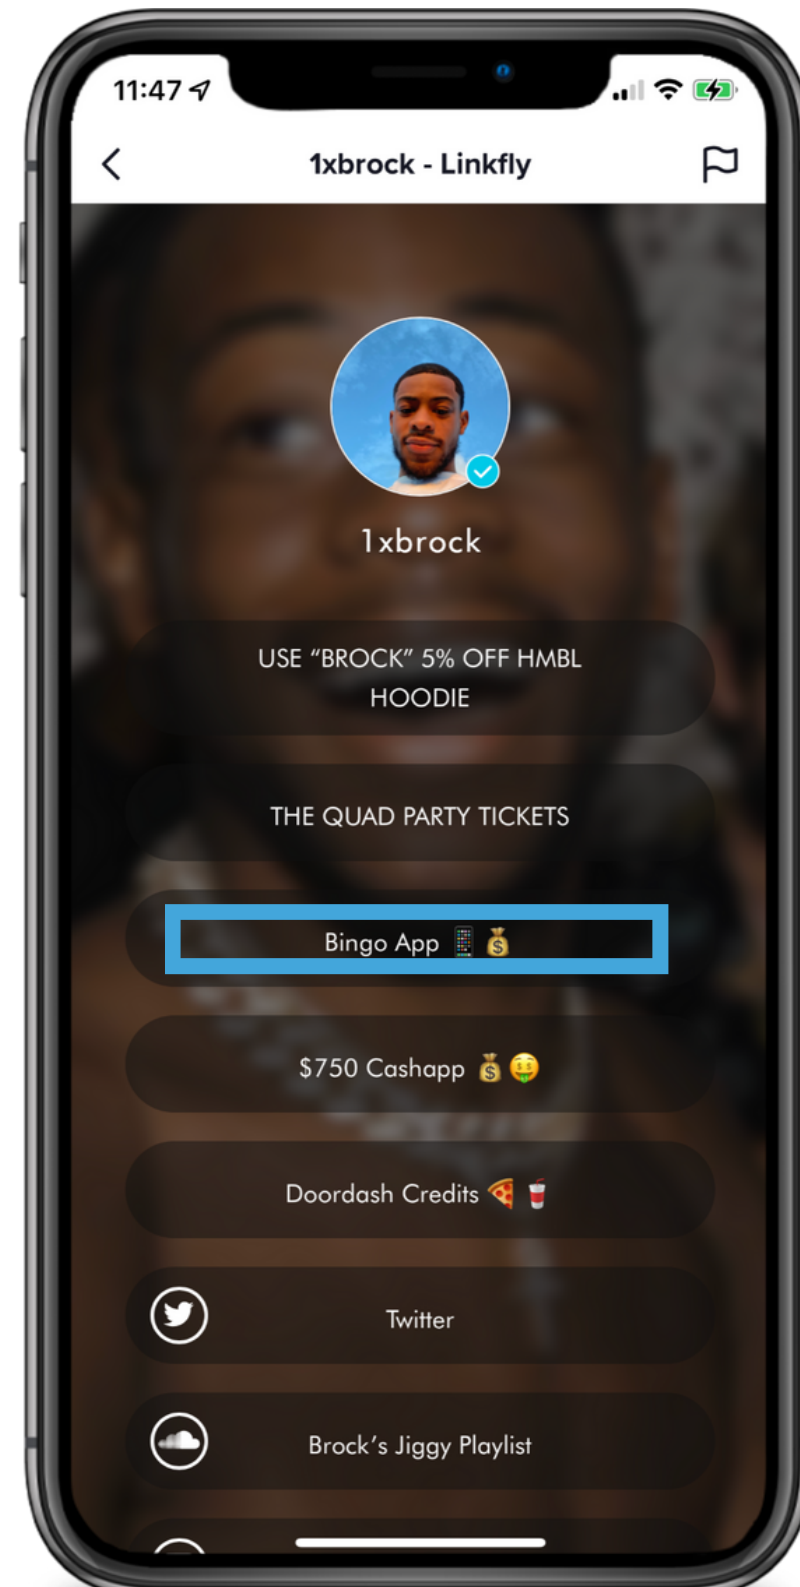 11:47
1xbrock - Linkfly
1xbrock
USE “BROCK” 5% OFF HMBL
HOODIE
THE QUAD PARTY TICKETS
Bingo App 📱💰
$750 Cashapp 💰🤑
Doordash Credits 🍕🥤
Twitter
Brock’s Jiggy Playlist